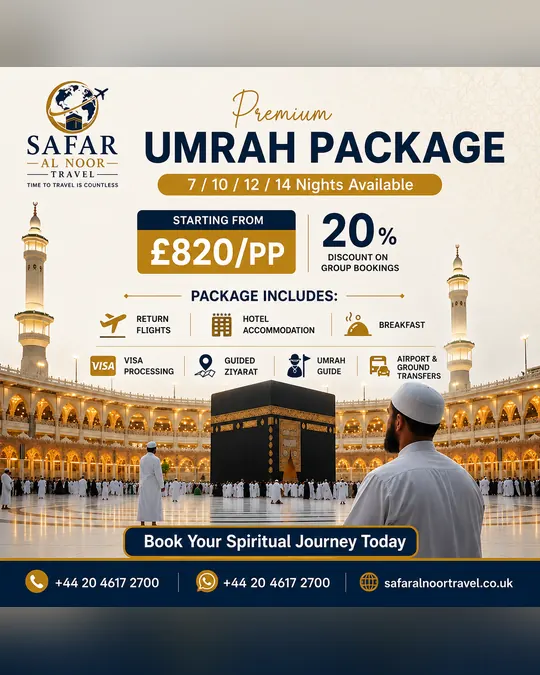 SAFAR
AL NOOR
TRAVEL
TIME TO TRAVEL IS COUNTLESS
Premium
UMRAH PACKAGE
7 / 10 / 12 / 14 Nights Available
STARTING FROM
£820/PP
20%
DISCOUNT ON
GROUP BOOKINGS
PACKAGE INCLUDES:
RETURN
FLIGHTS
HOTEL
ACCOMMODATION
BREAKFAST
VISA
VISA
PROCESSING
GUIDED
ZIYARAT
UMRAH
GUIDE
AIRPORT &
GROUND
TRANSFERS
Book Your Spiritual Journey Today
+44 20 4617 2700
+44 20 4617 2700
safaralnoortravel.co.uk